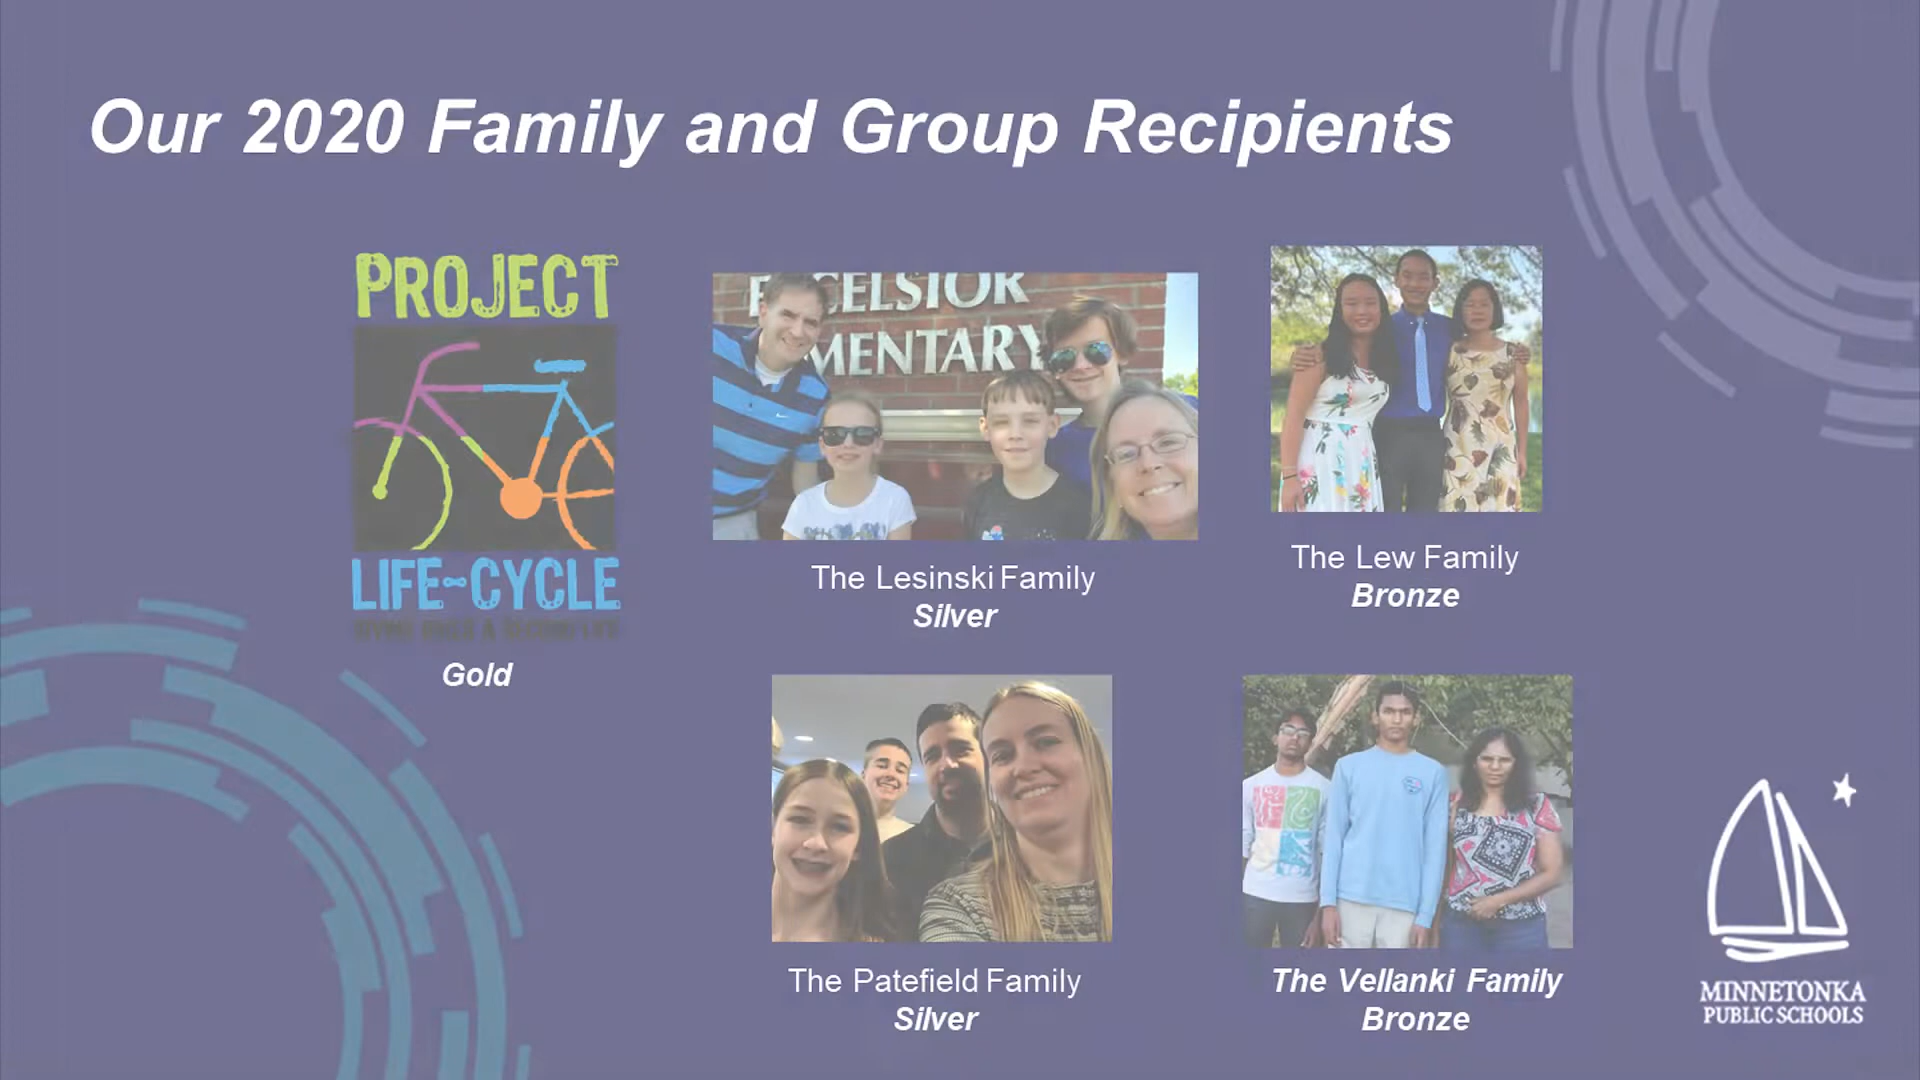 Our 2020 Family and Group Recipients
PROJECT
LIFE-CYCLE
Gold
EXCELSIOR
MENTARY
The Lesinski Family
Silver
The Lew Family
Bronze
The Patefield Family
Silver
The Vellanki Family
Bronze
MINNETONKA
PUBLIC SCHOOLS